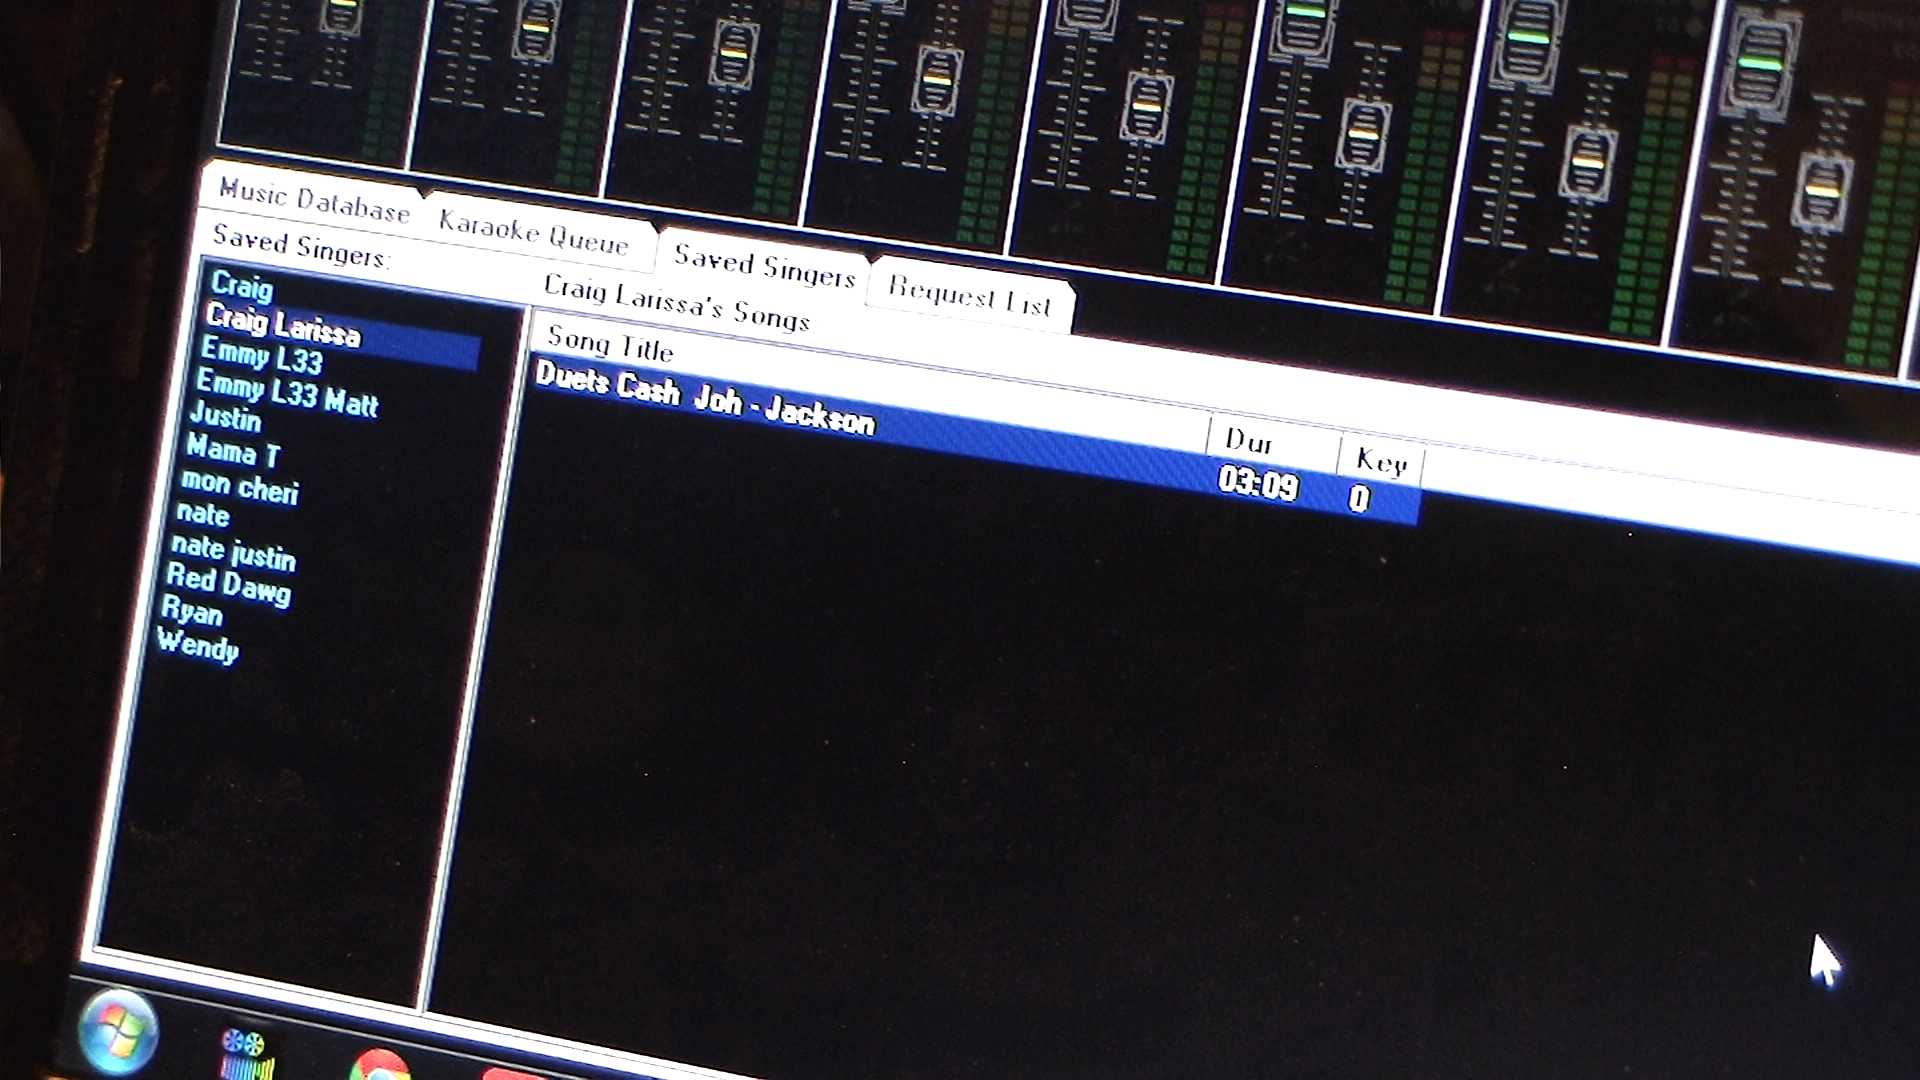 Music Database
Karaoke Queue
Saved Singers
Request List
Saved Singers:
Craig Larissa's Songs
Craig
Craig Larissa
Emmy L33
Emmy L33 Matt
Justin
Mama T
mon cheri
nate
nate justin
Red Dawg
Ryan
Wendy
Song Title
Dur
Key
Duets Cash Joh - Jackson
03:09
0